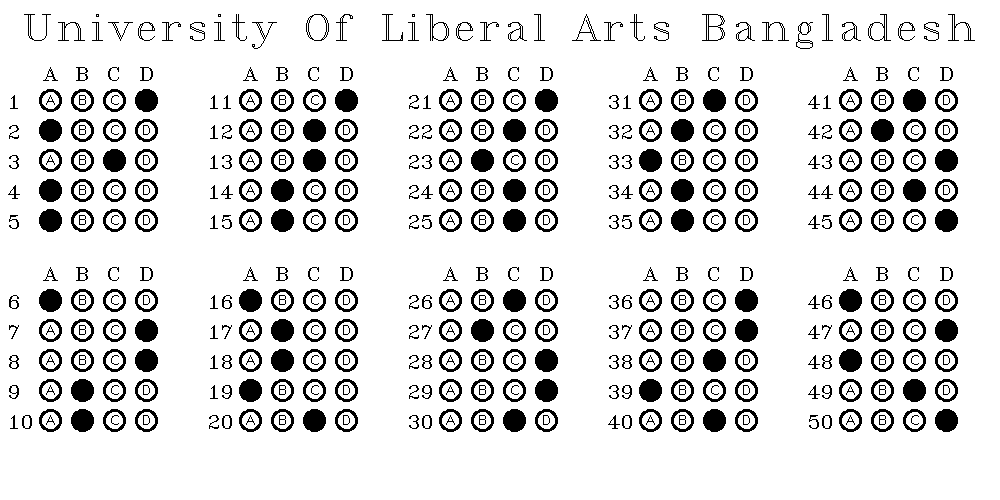 University Of Liberal Arts Bangladesh
A B C D A B C D A B C D A B C D A B C D
1 A B C 11 A B C 21 A B C 31 A B D 41 A B D
2 B C D 12 A B D 22 A B D 32 A C D 42 A C D
3 A B D 13 A B D 23 A C D 33 B C D 43 A B C
4 B C D 14 A C D 24 A B D 34 A C D 44 A B D
5 B C D 15 A C D 25 A B D 35 A C D 45 A B C
A B C D A B C D A B C D A B C D A B C D
6 B C D 16 B C D 26 A B D 36 A B C 46 B C D
7 A B C 17 A C D 27 A C D 37 A B C 47 A B C
8 A B C 18 A C D 28 A B C 38 A B D 48 B C D
9 A C D 19 B C D 29 A B C 39 B C D 49 A B D
10 A C D 20 A B D 30 A B D 40 A B D 50 A B C